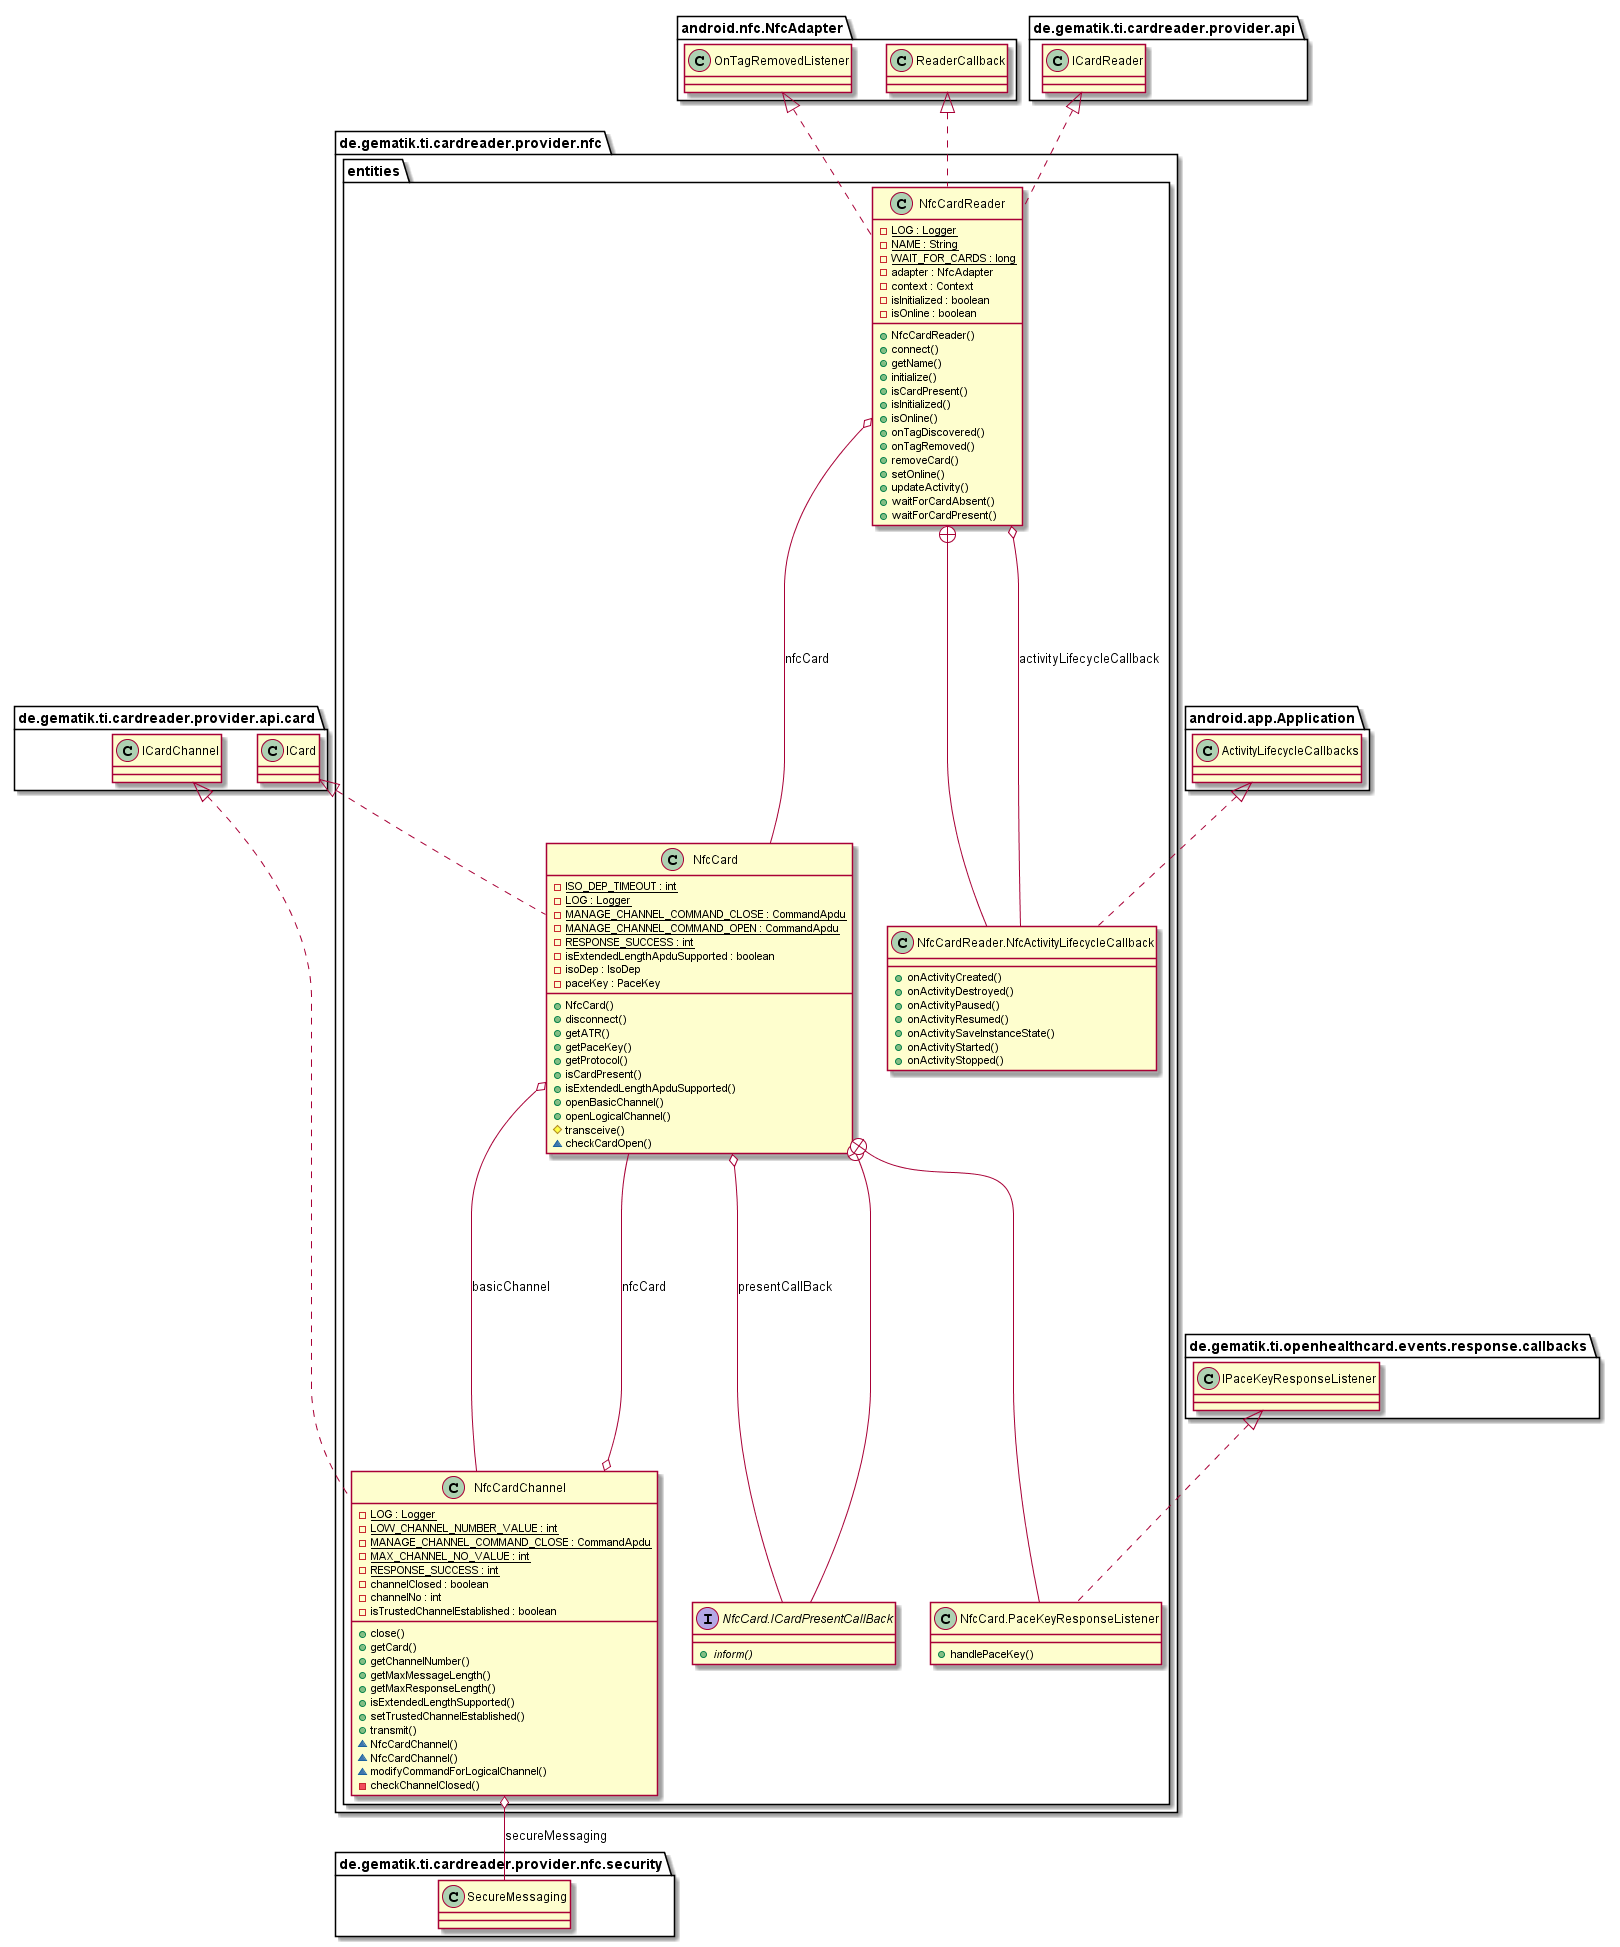 android.nfc.NfcAdapter
OnTagRemovedListener
ReaderCallback
de.gematik.ti.cardreader.provider.api
ICardReader
de.gematik.ti.cardreader.provider.nfc
entities
NfcCardReader
LOG : Logger
NAME : String
WAIT_FOR_CARDS : long
adapter : NfcAdapter
context : Context
isInitialized : boolean
isOnline : boolean
NfcCardReader()
connect()
getName()
initialize()
isCardPresent()
isInitialized()
isOnline()
onTagDiscovered()
onTagRemoved()
removeCard()
setOnline()
updateActivity()
waitForCardAbsent()
waitForCardPresent()
nfcCard
activityLifecycleCallback
de.gematik.ti.cardreader.provider.api.card
ICardChannel
ICard
android.app.Application
ActivityLifecycleCallbacks
NfcCard
ISO_DEP_TIMEOUT : int
LOG : Logger
MANAGE_CHANNEL_COMMAND_CLOSE : CommandApdu
MANAGE_CHANNEL_COMMAND_OPEN : CommandApdu
RESPONSE_SUCCESS : int
isExtendedLengthApduSupported : boolean
isoDep : IsoDep
paceKey : PaceKey
NfcCard()
disconnect()
getATR()
getPaceKey()
getProtocol()
isCardPresent()
isExtendedLengthApduSupported()
openBasicChannel()
openLogicalChannel()
transceive()
checkCardOpen()
NfcCardReader.NfcActivityLifecycleCallback
onActivityCreated()
onActivityDestroyed()
onActivityPaused()
onActivityResumed()
onActivitySaveInstanceState()
onActivityStarted()
onActivityStopped()
basicChannel
nfcCard
presentCallBack
de.gematik.ti.openhealthcard.events.response.callbacks
IPaceKeyResponseListener
NfcCardChannel
LOG : Logger
LOW_CHANNEL_NUMBER_VALUE : int
MANAGE_CHANNEL_COMMAND_CLOSE : CommandApdu
MAX_CHANNEL_NO_VALUE : int
RESPONSE_SUCCESS : int
channelClosed : boolean
channelNo : int
isTrustedChannelEstablished : boolean
close()
getCard()
getChannelNumber()
getMaxMessageLength()
getMaxResponseLength()
isExtendedLengthSupported()
setTrustedChannelEstablished()
transmit()
NfcCardChannel()
NfcCardChannel()
modifyCommandForLogicalChannel()
checkChannelClosed()
NfcCard.ICardPresentCallBack
inform()
NfcCard.PaceKeyResponseListener
handlePaceKey()
secureMessaging
de.gematik.ti.cardreader.provider.nfc.security
SecureMessaging